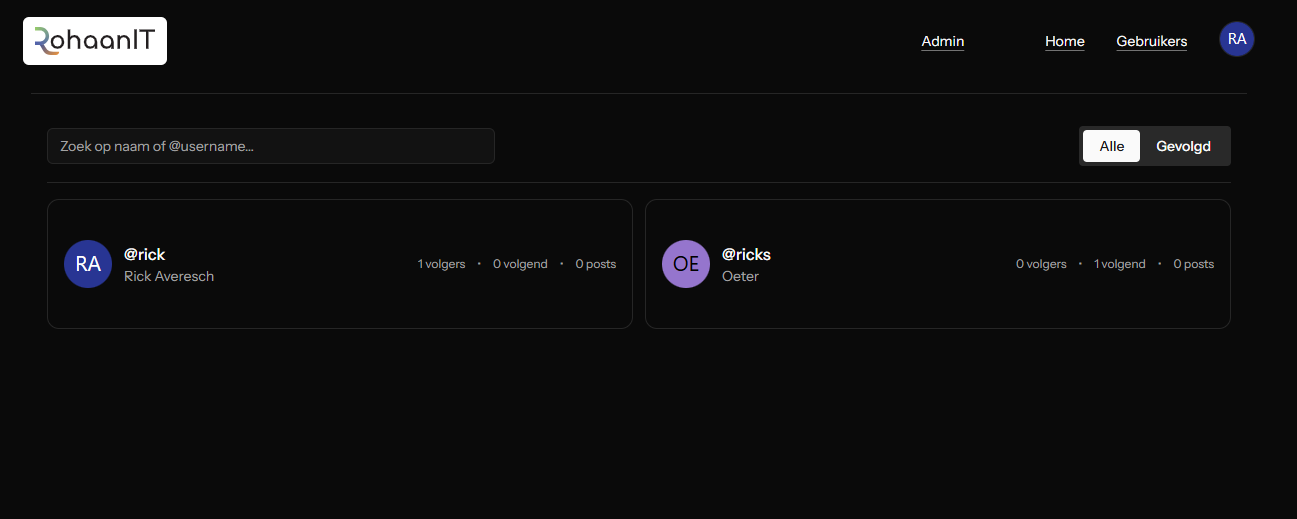 RohaanIT
Admin
Home
Gebruikers
RA
Zoek op naam of @username...
Alle
Gevolgd
RA
@rick
Rick Averesch
1 volgers • 0 volgend • 0 posts
OE
@ricks
Oeter
0 volgers • 1 volgend • 0 posts